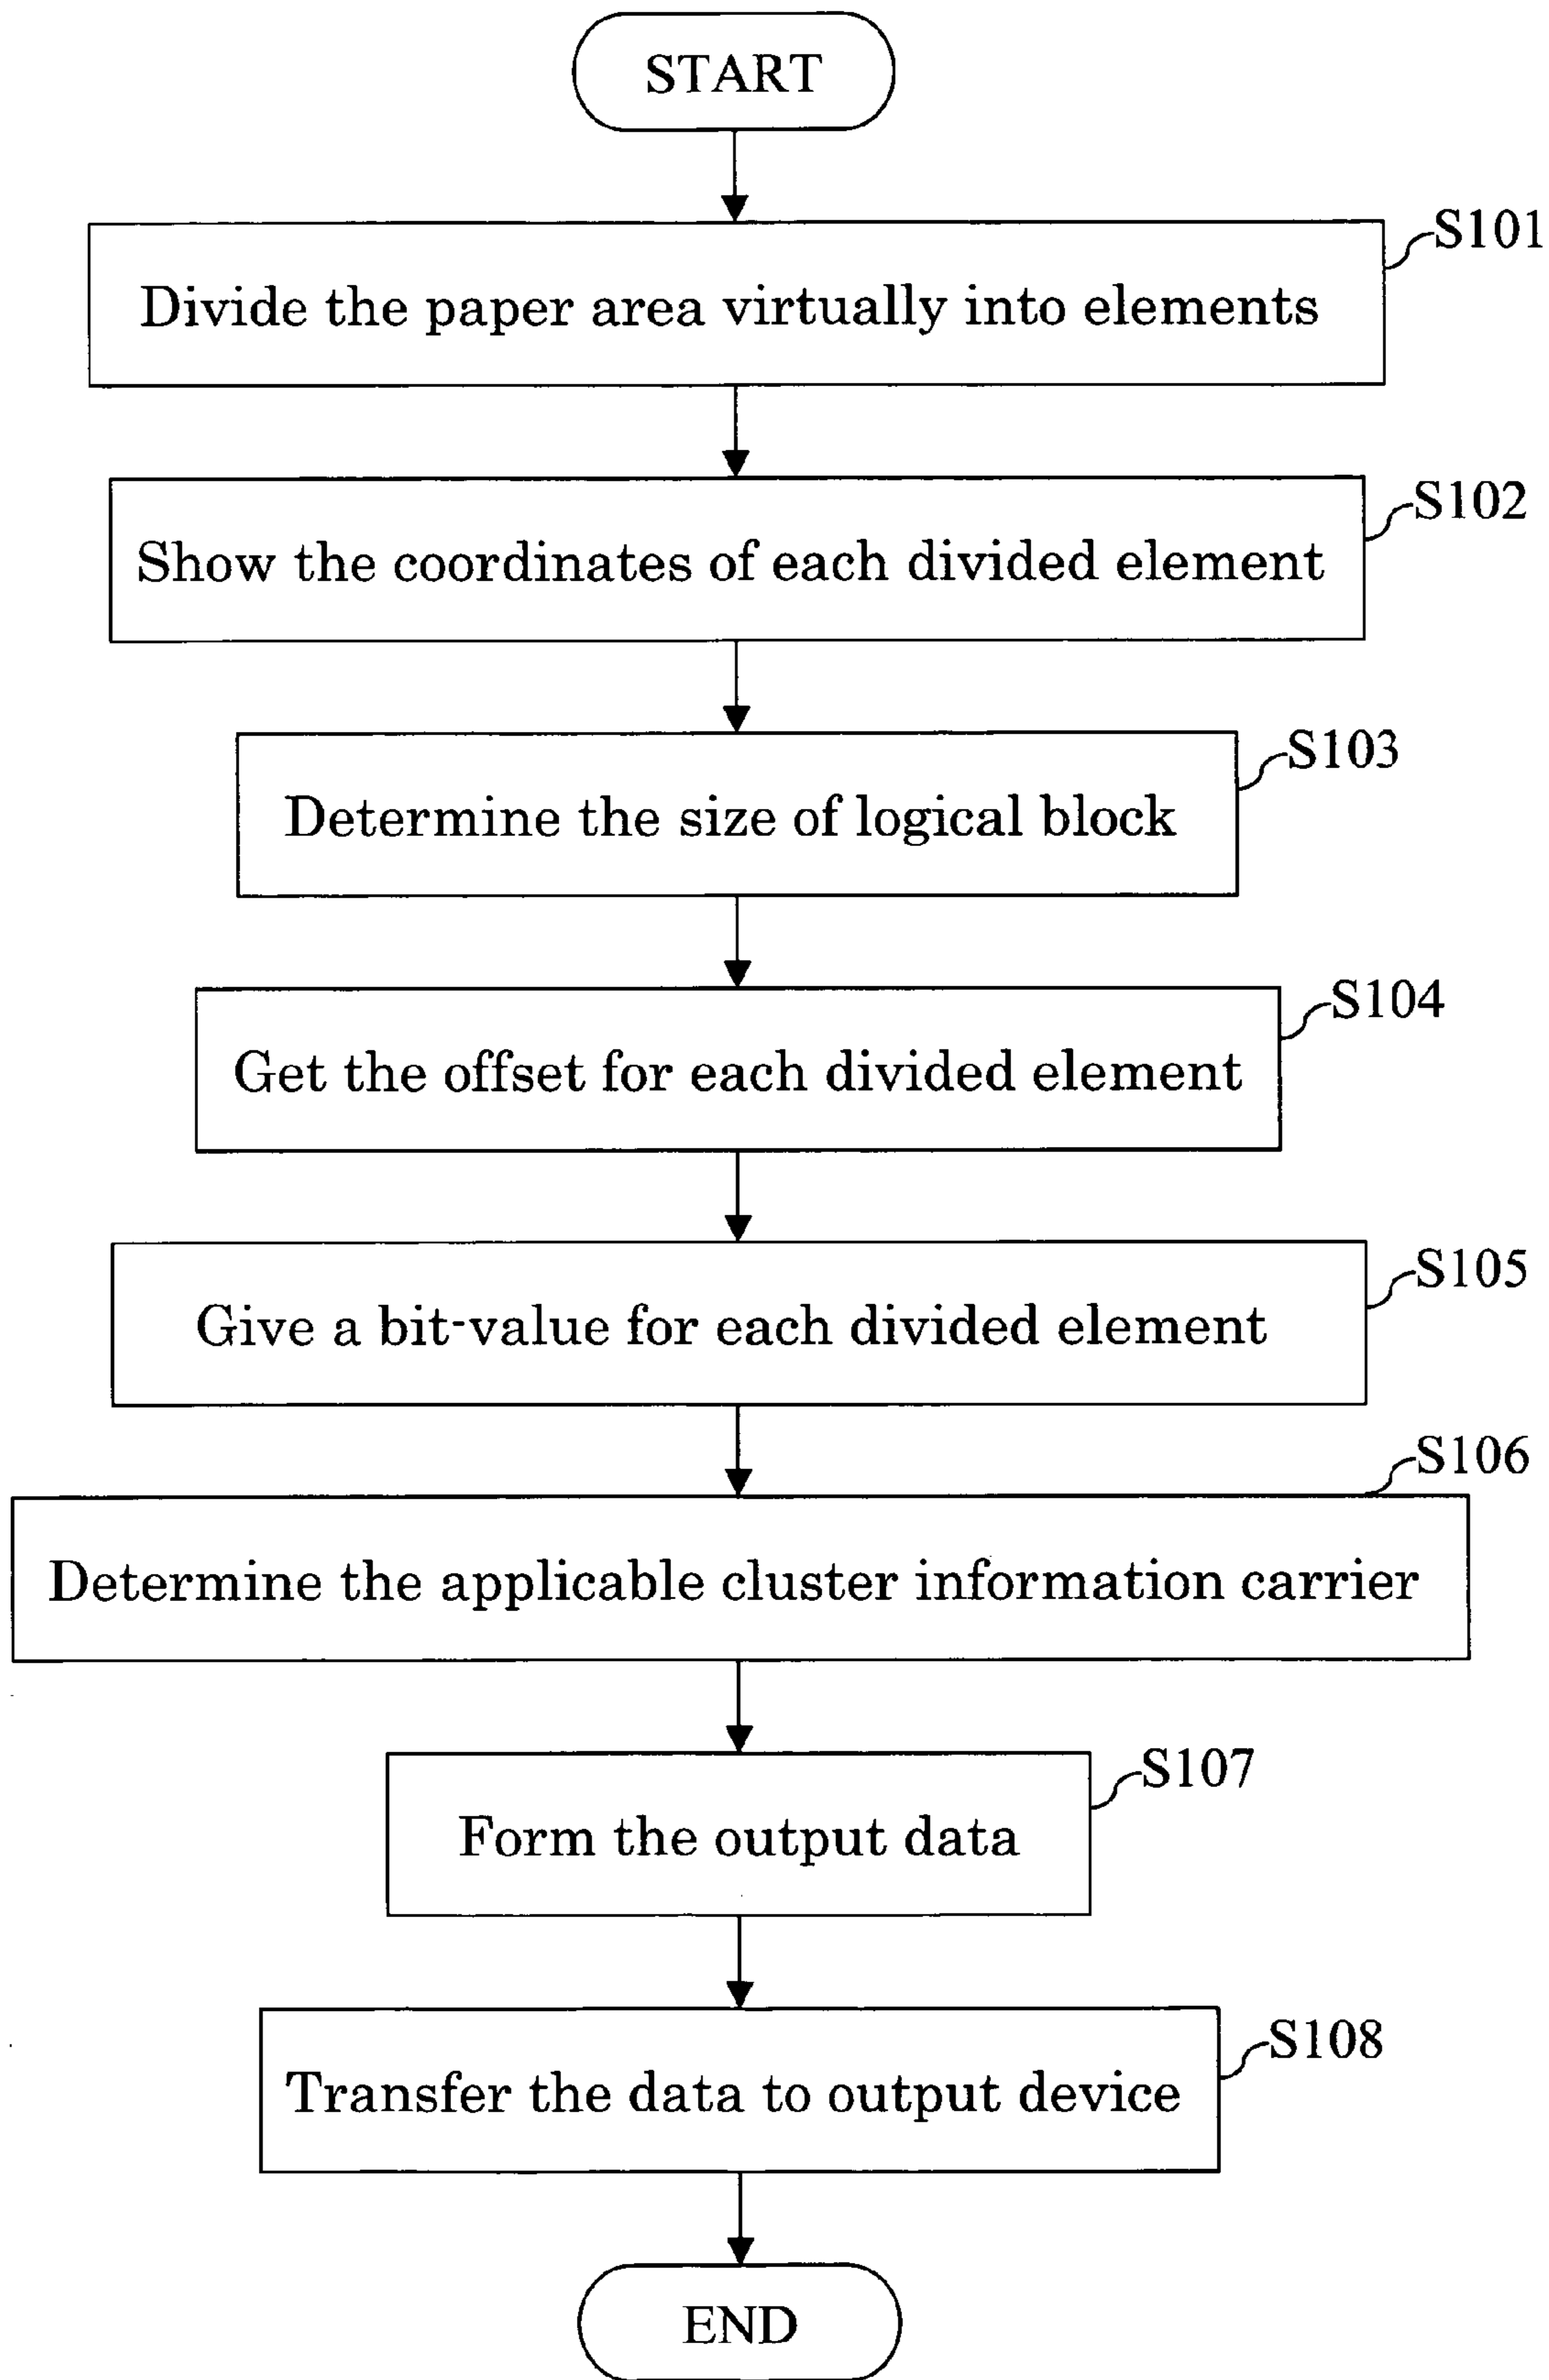 START
S101
Divide the paper area virtually into elements
S102
Show the coordinates of each divided element
S103
Determine the size of logical block
S104
Get the offset for each divided element
S105
Give a bit-value for each divided element
S106
Determine the applicable cluster information carrier
S107
Form the output data
S108
Transfer the data to output device
END